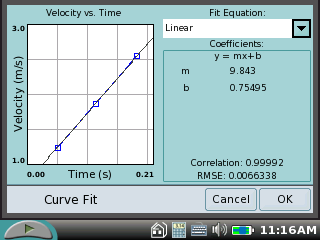 Velocity vs. Time
3.0
Velocity (m/s)
1.0
0.00
Time (s)
0.21
Fit Equation:
Linear
Coefficients:
y = mx+b
m 9.843
b 0.75495
Correlation: 0.99992
RMSE: 0.0066338
Curve Fit
Cancel
OK
11:16AM